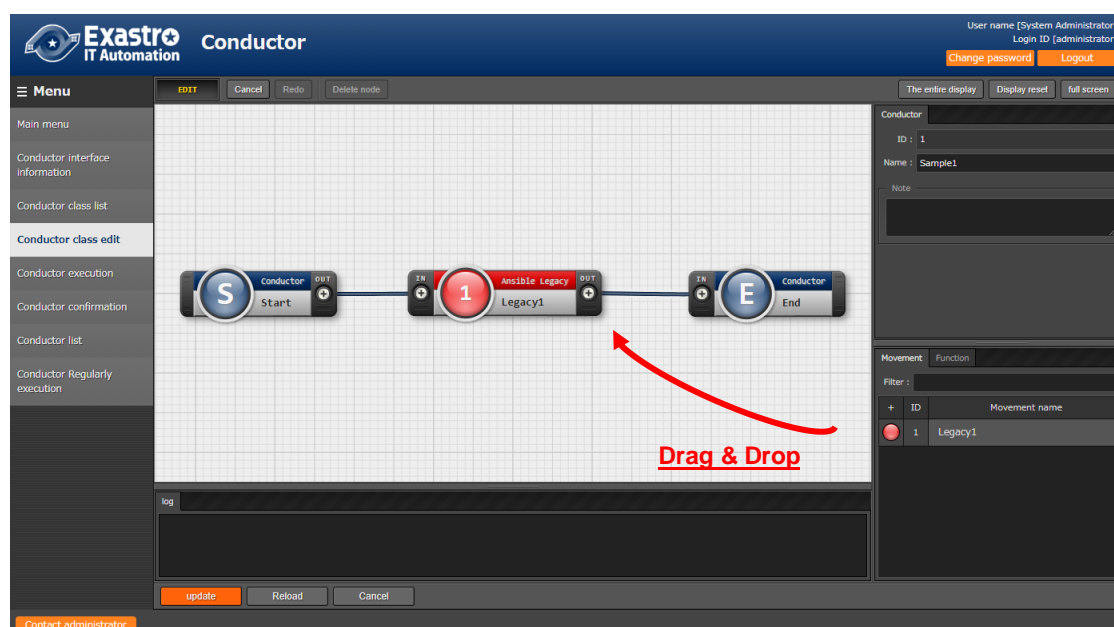 Exastro
IT Automation
Conductor
User name [System Administrator
Login ID [administrator
Change password
Logout
☰ Menu
Main menu
Conductor interface
information
Conductor class list
Conductor class edit
Conductor execution
Conductor confirmation
Conductor list
Conductor Regularly
execution
EDIT
Cancel
Redo
Delete node
The entire display
Display reset
full screen
S
Conductor
Start
OUT
IN
1
Ansible Legacy
Legacy1
OUT
IN
E
Conductor
End
Drag & Drop
Conductor
ID : 1
Name : Sample1
Note
Movement
Function
Filter :
+ ID Movement name
1 Legacy1
log
update
Reload
Cancel
Contact administrator